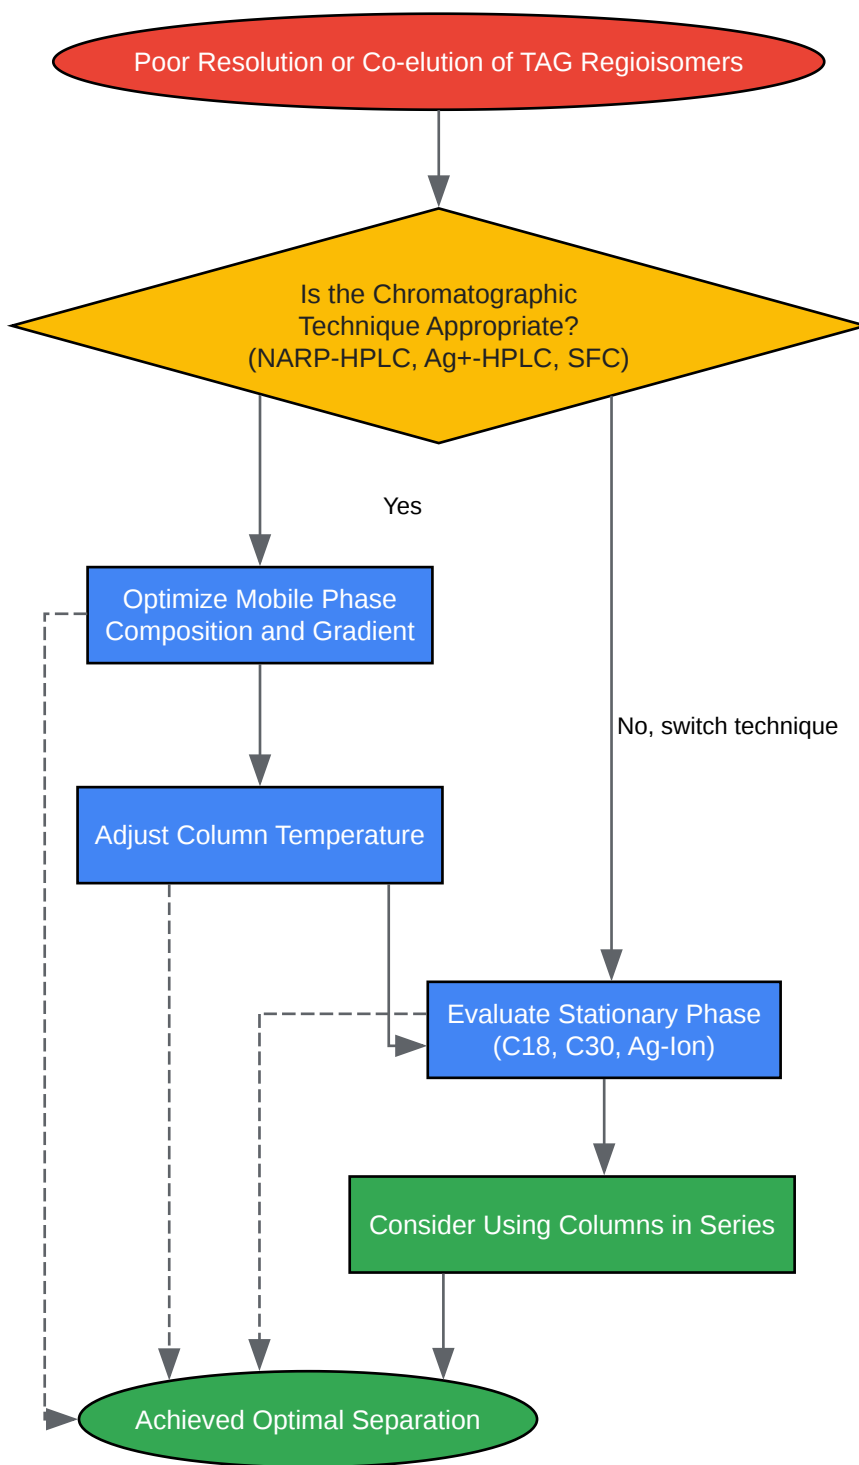 Poor Resolution or Co-elution of TAG Regioisomers
Is the Chromatographic
Technique Appropriate?
(NARP-HPLC, Ag+-HPLC, SFC)
Yes
Optimize Mobile Phase
Composition and Gradient
No, switch technique
Adjust Column Temperature
Evaluate Stationary Phase
(C18, C30, Ag-Ion)
Consider Using Columns in Series
Achieved Optimal Separation